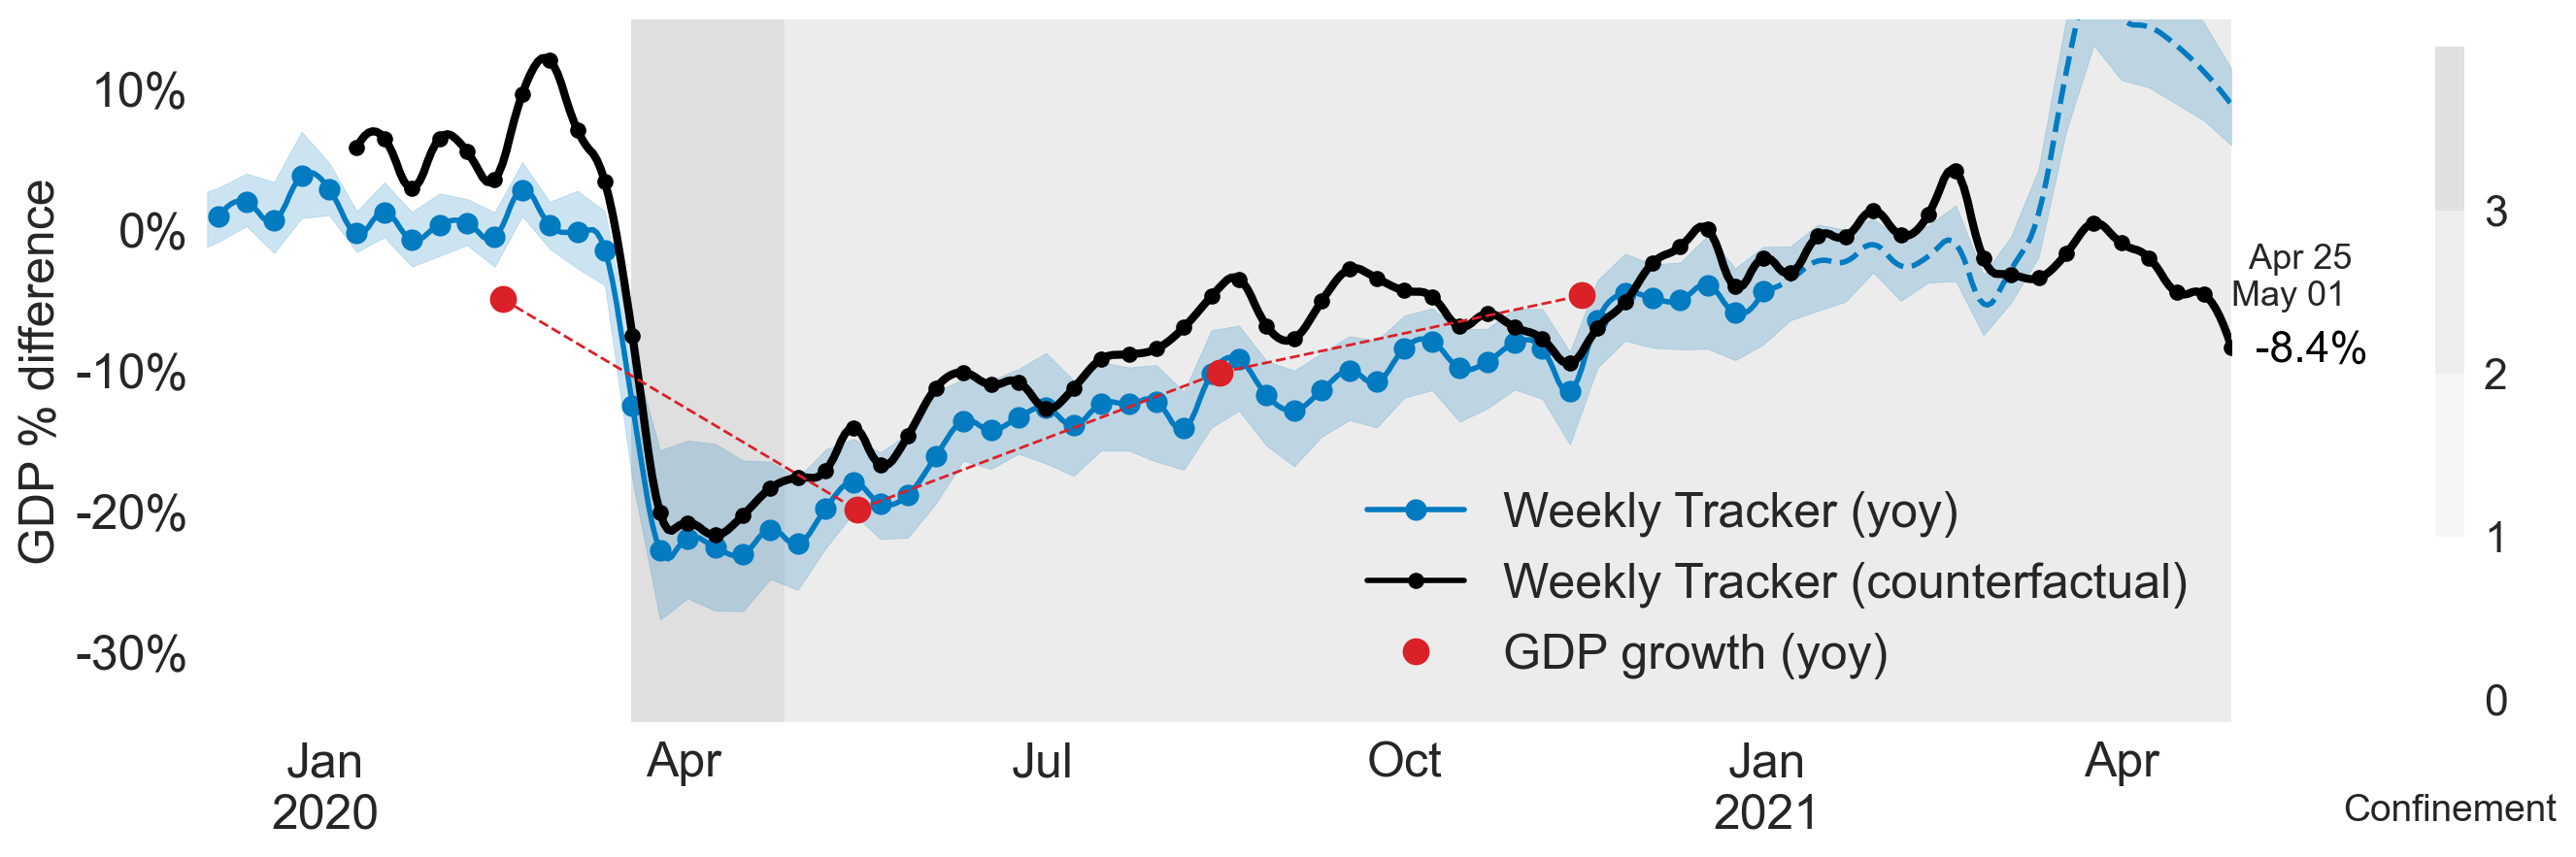 GDP % difference
10%
0%
-10%
-20%
-30%
Jan
2020
Apr
Jul
Oct
Jan
2021
Apr
Weekly Tracker (yoy)
Weekly Tracker (counterfactual)
GDP growth (yoy)
Apr 25
May 01
-8.4%
3
2
1
0
Confinement